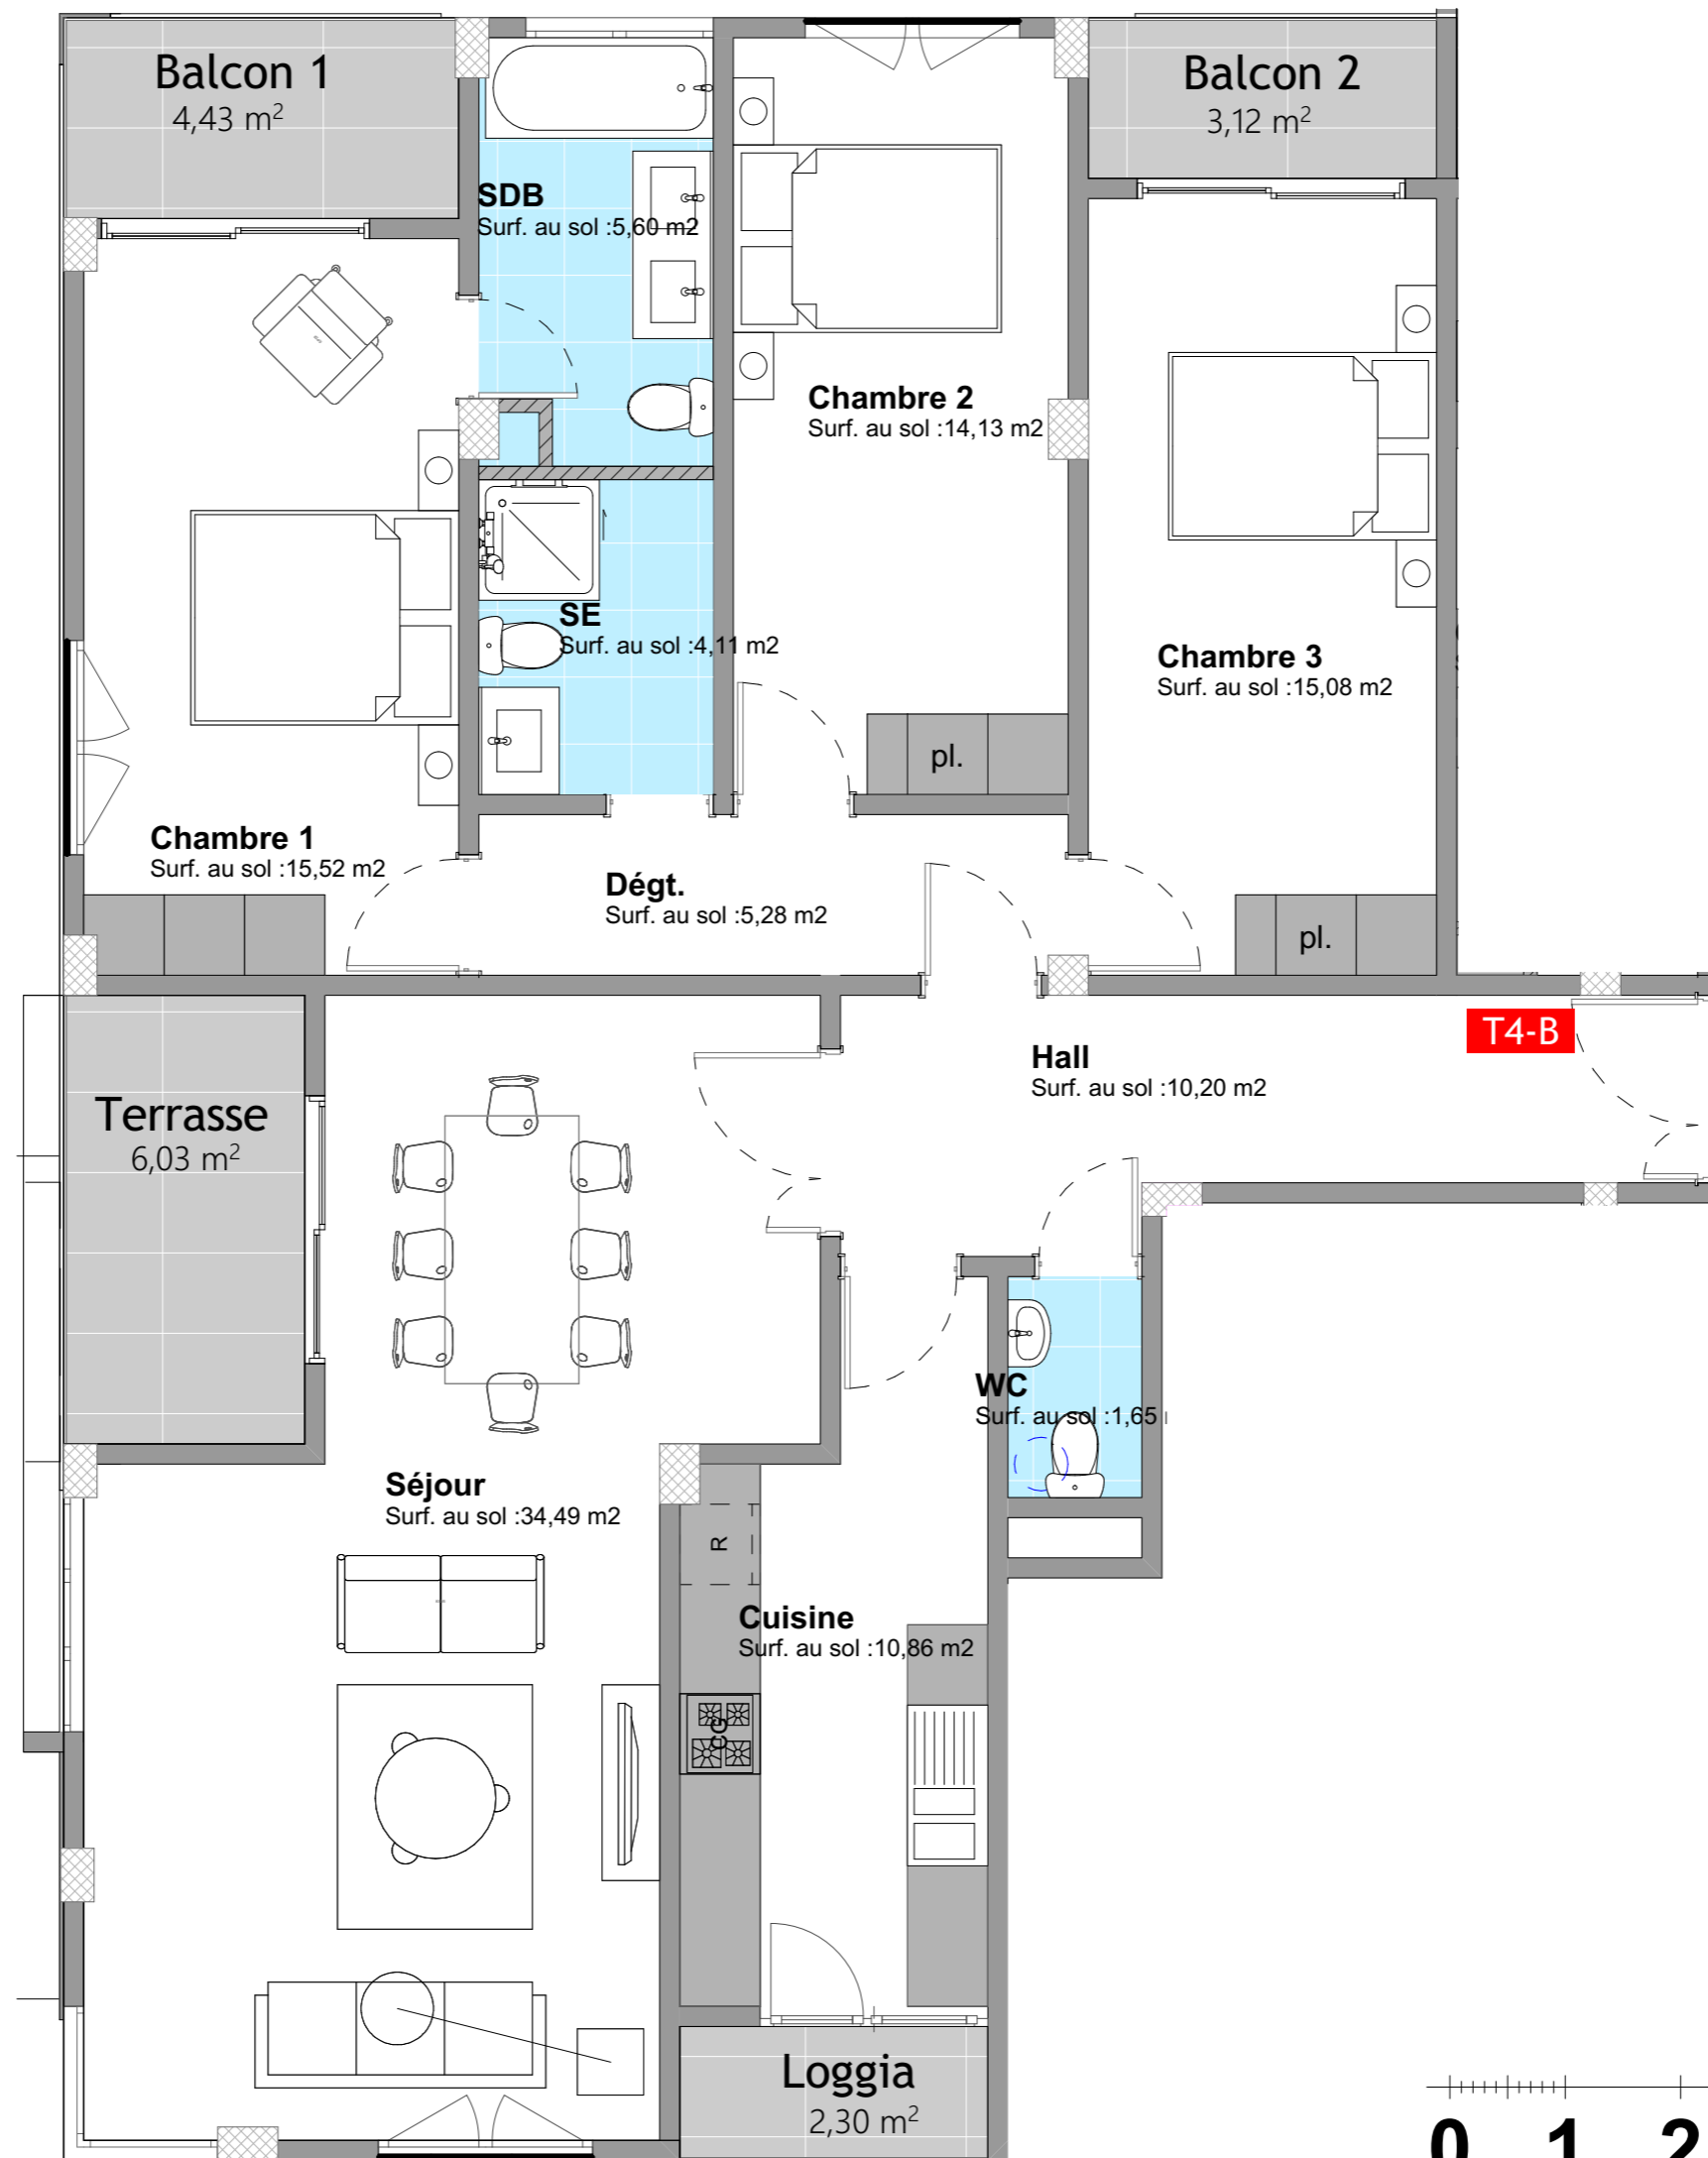 Balcon 1
4,43 m²
Balcon 2
3,12 m²
SDB
Surf. au sol :5,60 m2
Chambre 2
Surf. au sol :14,13 m2
SE
Surf. au sol :4,11 m2
Chambre 3
Surf. au sol :15,08 m2
pl.
Chambre 1
Surf. au sol :15,52 m2
Dégt.
Surf. au sol :5,28 m2
pl.
T4-B
Hall
Surf. au sol :10,20 m2
Terrasse
6,03 m²
WC
Surf. au sol :1,65
Séjour
Surf. au sol :34,49 m2
R
Cuisine
Surf. au sol :10,86 m2
CG
Loggia
2,30 m²
0 1 2